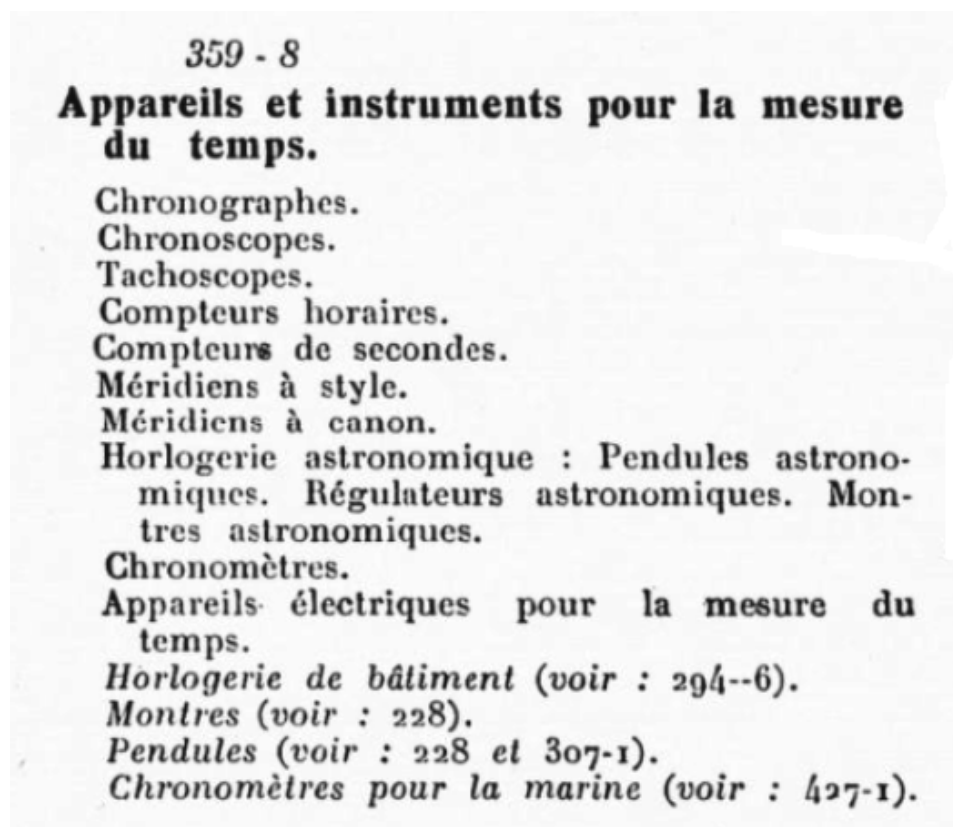 359 - 8
Appareils et instruments pour la mesure
du temps.
Chronographes.
Chronoscopes.
Tachoscopes.
Compteurs horaires.
Compteurs de secondes.
Méridiens à style.
Méridiens à canon.
Horlogerie astronomique : Pendules astrono-
miques. Régulateurs astronomiques. Mon-
tres astronomiques.
Chronomètres.
Appareils électriques pour la mesure du
temps.
Horlogerie de bâtiment (voir : 294--6).
Montres (voir : 228).
Pendules (voir : 228 et 307-1).
Chronomètres pour la marine (voir : 427-1).